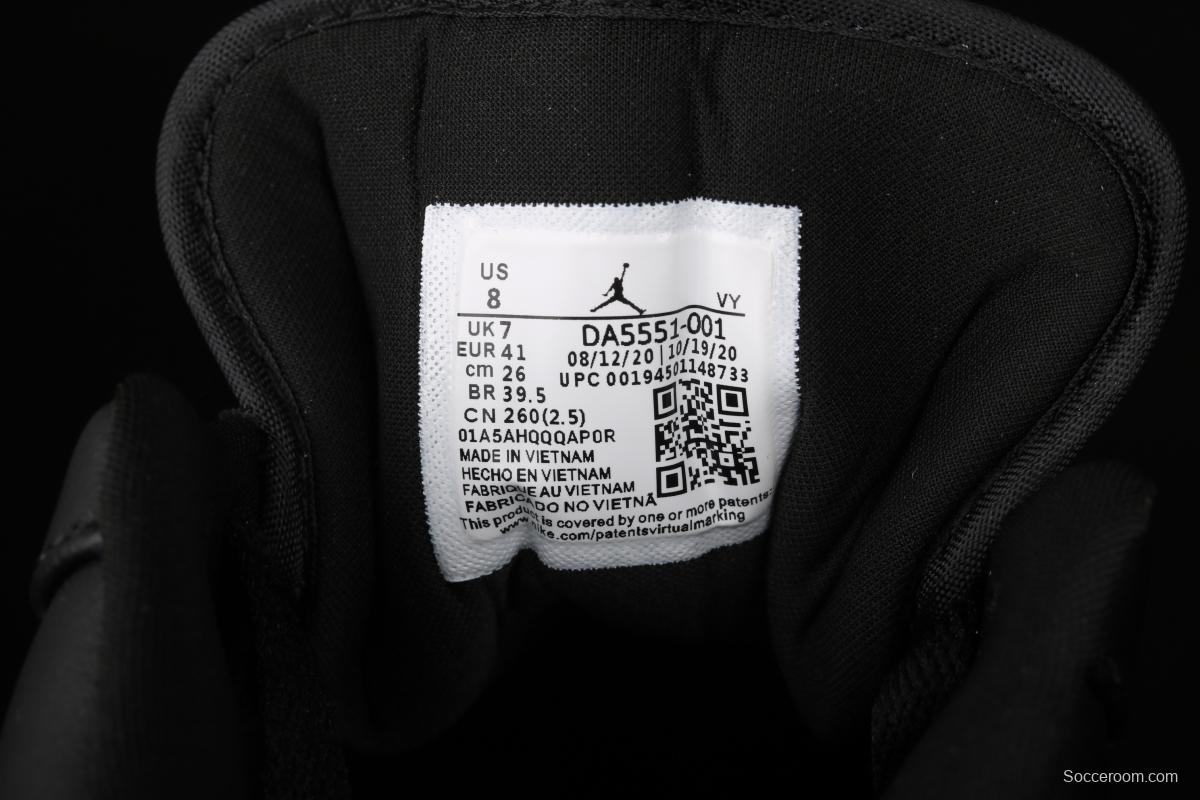 US
8
VY
UK 7
EUR 41
cm 26
BR 39.5
CN 260(2.5)
DA5551-001
08/12/20 | 10/19/20
UPC 00194501148733
01A5AHQQQAP0R
MADE IN VIETNAM
HECHO EN VIETNAM
FABRIQUE AU VIETNAM
FABRICADO NO VIETNÃ
This product is covered by one or more patents:
www.nike.com/patentsvirtualmarking
Socceroom.com